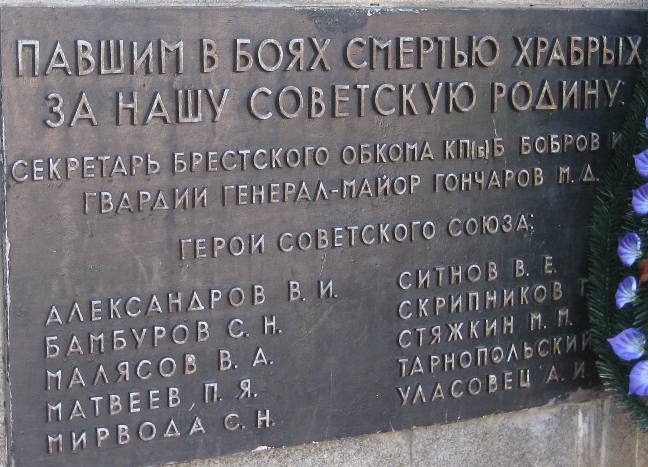 ПАВШИМ В БОЯХ СМЕРТЬЮ ХРАБРЫХ
ЗА НАШУ СОВЕТСКУЮ РОДИНУ:
СЕКРЕТАРЬ БРЕСТСКОГО ОБКОМА КП(б)Б БОБРОВ И
ГВАРДИИ ГЕНЕРАЛ-МАЙОР ГОНЧАРОВ М. Д.
ГЕРОИ СОВЕТСКОГО СОЮЗА:
АЛЕКСАНДРОВ В. И.
БАМБУРОВ С. Н.
МАЛЯСОВ В. А.
МАТВЕЕВ П. Я.
МИРВОДА С. Н.
СИТНОВ В. Е.
СКРИПНИКОВ
СТЯЖКИН М. М.
ТАРНОПОЛЬСКИЙ
УЛАСОВЕЦ А. И.